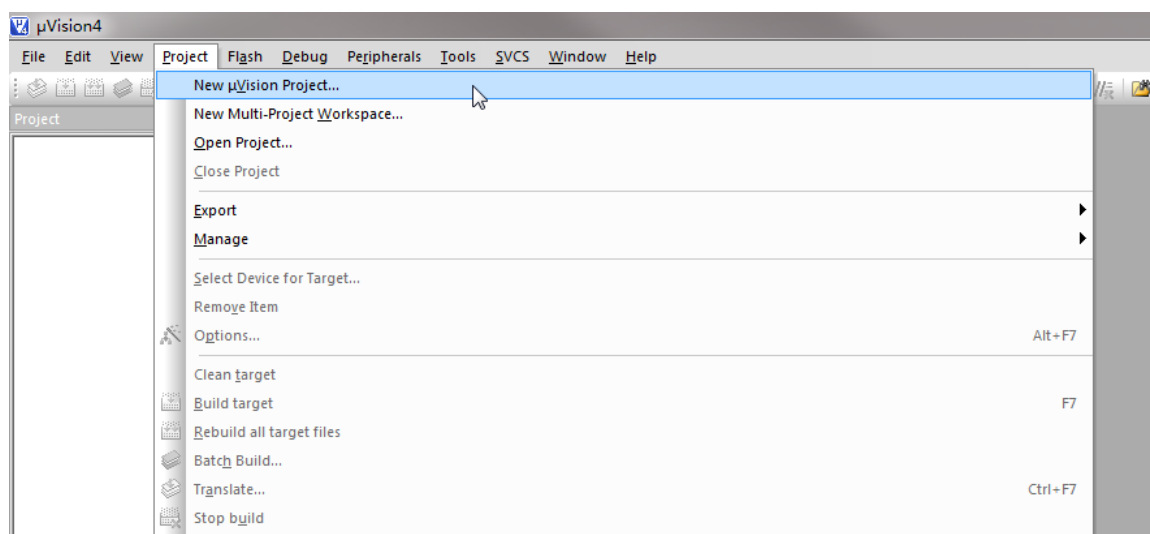 µVision4
File Edit View Project Flash Debug Peripherals Tools SVCS Window Help
Project
New µVision Project...
New Multi-Project Workspace...
Open Project...
Close Project
Export
Manage
Select Device for Target...
Remove Item
Options... Alt+F7
Clean target
Build target F7
Rebuild all target files
Batch Build...
Translate... Ctrl+F7
Stop build